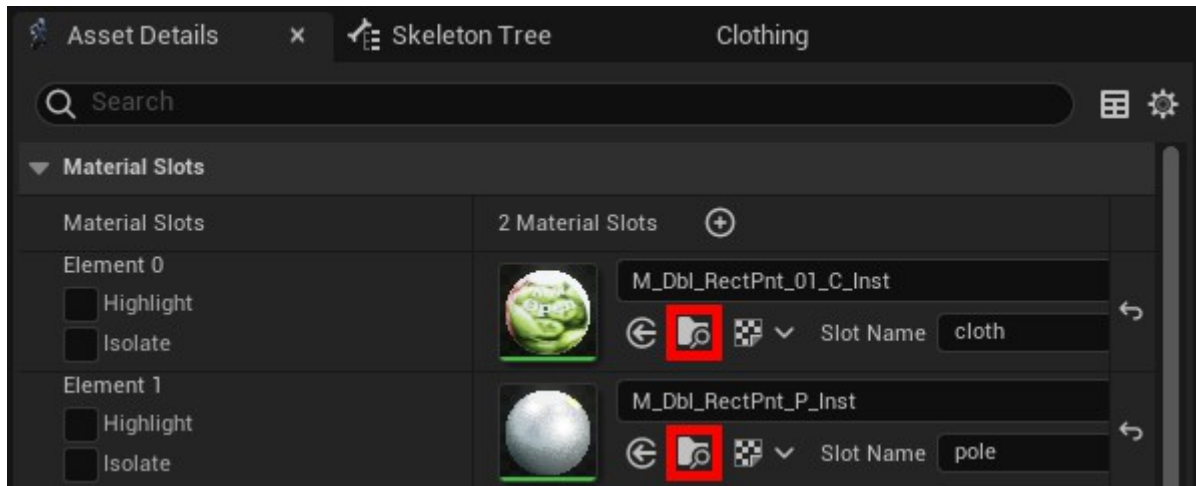 Asset Details
Skeleton Tree
Clothing
Search
Material Slots
Material Slots
2 Material Slots
Element 0
Highlight
Isolate
Open
M_Dbl_RectPnt_01_C_Inst
Slot Name
cloth
Element 1
Highlight
Isolate
M_Dbl_RectPnt_P_Inst
Slot Name
pole